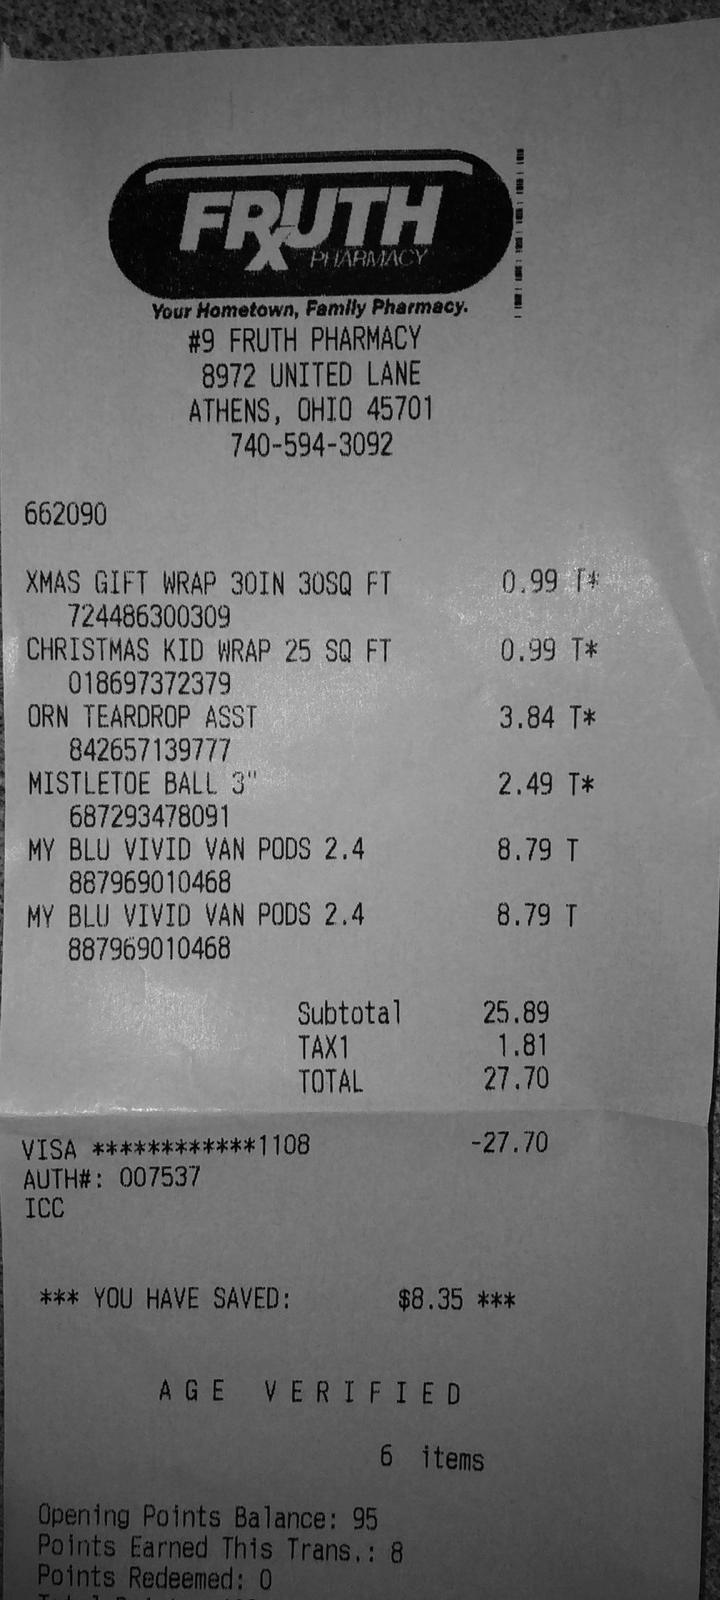 FRUTH
PHARMACY
Your Hometown, Family Pharmacy.
#9 FRUTH PHARMACY
8972 UNITED LANE
ATHENS, OHIO 45701
740-594-3092
662090
XMAS GIFT WRAP 30IN 30SQ FT 0.99 T*
724486300309
CHRISTMAS KID WRAP 25 SQ FT 0.99 T*
018697372379
ORN TEARDROP ASST 3.84 T*
842657139777
MISTLETOE BALL 3" 2.49 T*
687293478091
MY BLU VIVID VAN PODS 2.4 8.79 T
887969010468
MY BLU VIVID VAN PODS 2.4 8.79 T
887969010468
Subtotal 25.89
TAX1 1.81
TOTAL 27.70
VISA ************1108 -27.70
AUTH#: 007537
ICC
*** YOU HAVE SAVED: $8.35 ***
AGE VERIFIED
6 items
Opening Points Balance: 95
Points Earned This Trans.: 8
Points Redeemed: 0